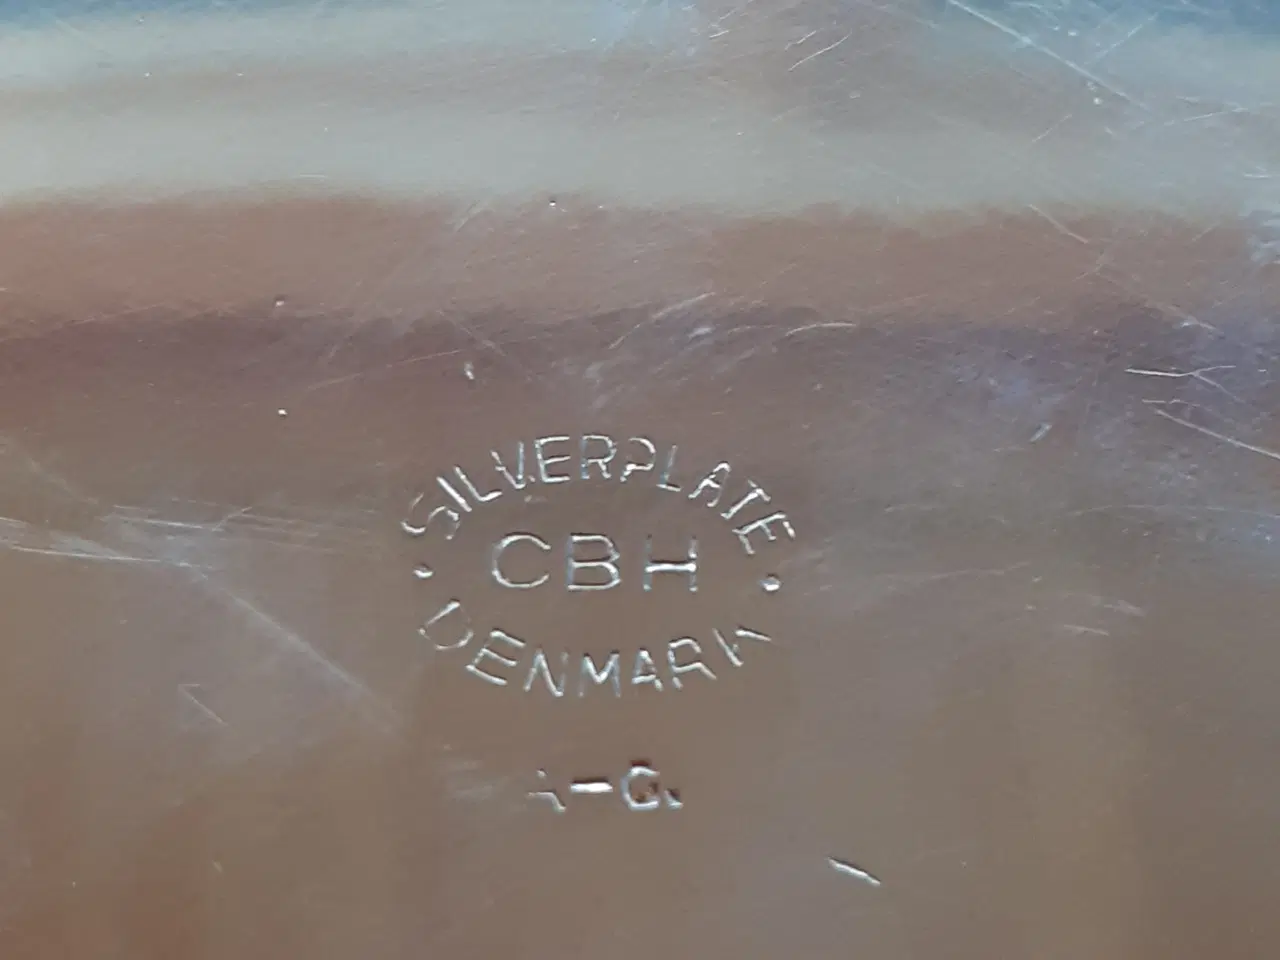 SILVERPLATE
CBH
DENMARK
A-G.